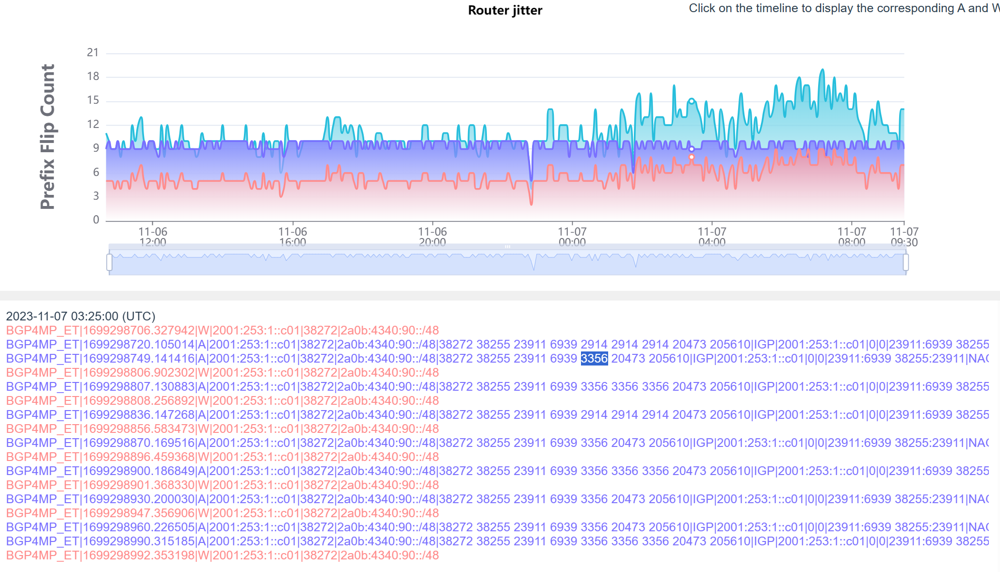 Router jitter
Click on the timeline to display the corresponding A and W
Prefix Flip Count
21
18
15
12
9
6
3
0
11-06 12:00
11-06 16:00
11-06 20:00
11-07 00:00
11-07 04:00
11-07 08:00
11-07 09:30
2023-11-07 03:25:00 (UTC)
BGP4MP_ET|1699298706.327942|W|2001:253:1::c01|38272|2a0b:4340:90::/48
BGP4MP_ET|1699298720.105014|A|2001:253:1::c01|38272|2a0b:4340:90::/48|38272 38255 23911 6939 2914 2914 2914 20473 205610|IGP|2001:253:1::c01|0|0|23911:6939 38255
BGP4MP_ET|1699298749.141416|A|2001:253:1::c01|38272|2a0b:4340:90::/48|38272 38255 23911 6939 3356 20473 205610|IGP|2001:253:1::c01|0|0|23911:6939 38255:23911|NAG
BGP4MP_ET|1699298806.902302|W|2001:253:1::c01|38272|2a0b:4340:90::/48
BGP4MP_ET|1699298807.130883|A|2001:253:1::c01|38272|2a0b:4340:90::/48|38272 38255 23911 6939 3356 3356 3356 20473 205610|IGP|2001:253:1::c01|0|0|23911:6939 38255
BGP4MP_ET|1699298808.256892|W|2001:253:1::c01|38272|2a0b:4340:90::/48
BGP4MP_ET|1699298836.147268|A|2001:253:1::c01|38272|2a0b:4340:90::/48|38272 38255 23911 6939 2914 2914 2914 20473 205610|IGP|2001:253:1::c01|0|0|23911:6939 38255
BGP4MP_ET|1699298856.583473|W|2001:253:1::c01|38272|2a0b:4340:90::/48
BGP4MP_ET|1699298870.169516|A|2001:253:1::c01|38272|2a0b:4340:90::/48|38272 38255 23911 6939 3356 20473 205610|IGP|2001:253:1::c01|0|0|23911:6939 38255:23911|NAG
BGP4MP_ET|1699298896.459368|W|2001:253:1::c01|38272|2a0b:4340:90::/48
BGP4MP_ET|1699298900.186849|A|2001:253:1::c01|38272|2a0b:4340:90::/48|38272 38255 23911 6939 3356 3356 3356 20473 205610|IGP|2001:253:1::c01|0|0|23911:6939 38255
BGP4MP_ET|1699298901.368330|W|2001:253:1::c01|38272|2a0b:4340:90::/48
BGP4MP_ET|1699298930.200030|A|2001:253:1::c01|38272|2a0b:4340:90::/48|38272 38255 23911 6939 3356 20473 205610|IGP|2001:253:1::c01|0|0|23911:6939 38255:23911|NAG
BGP4MP_ET|1699298947.356906|W|2001:253:1::c01|38272|2a0b:4340:90::/48
BGP4MP_ET|1699298960.226505|A|2001:253:1::c01|38272|2a0b:4340:90::/48|38272 38255 23911 6939 3356 20473 205610|IGP|2001:253:1::c01|0|0|23911:6939 38255:23911|NAG
BGP4MP_ET|1699298990.315185|A|2001:253:1::c01|38272|2a0b:4340:90::/48|38272 38255 23911 6939 3356 3356 3356 20473 205610|IGP|2001:253:1::c01|0|0|23911:6939 38255
BGP4MP_ET|1699298992.353198|W|2001:253:1::c01|38272|2a0b:4340:90::/48